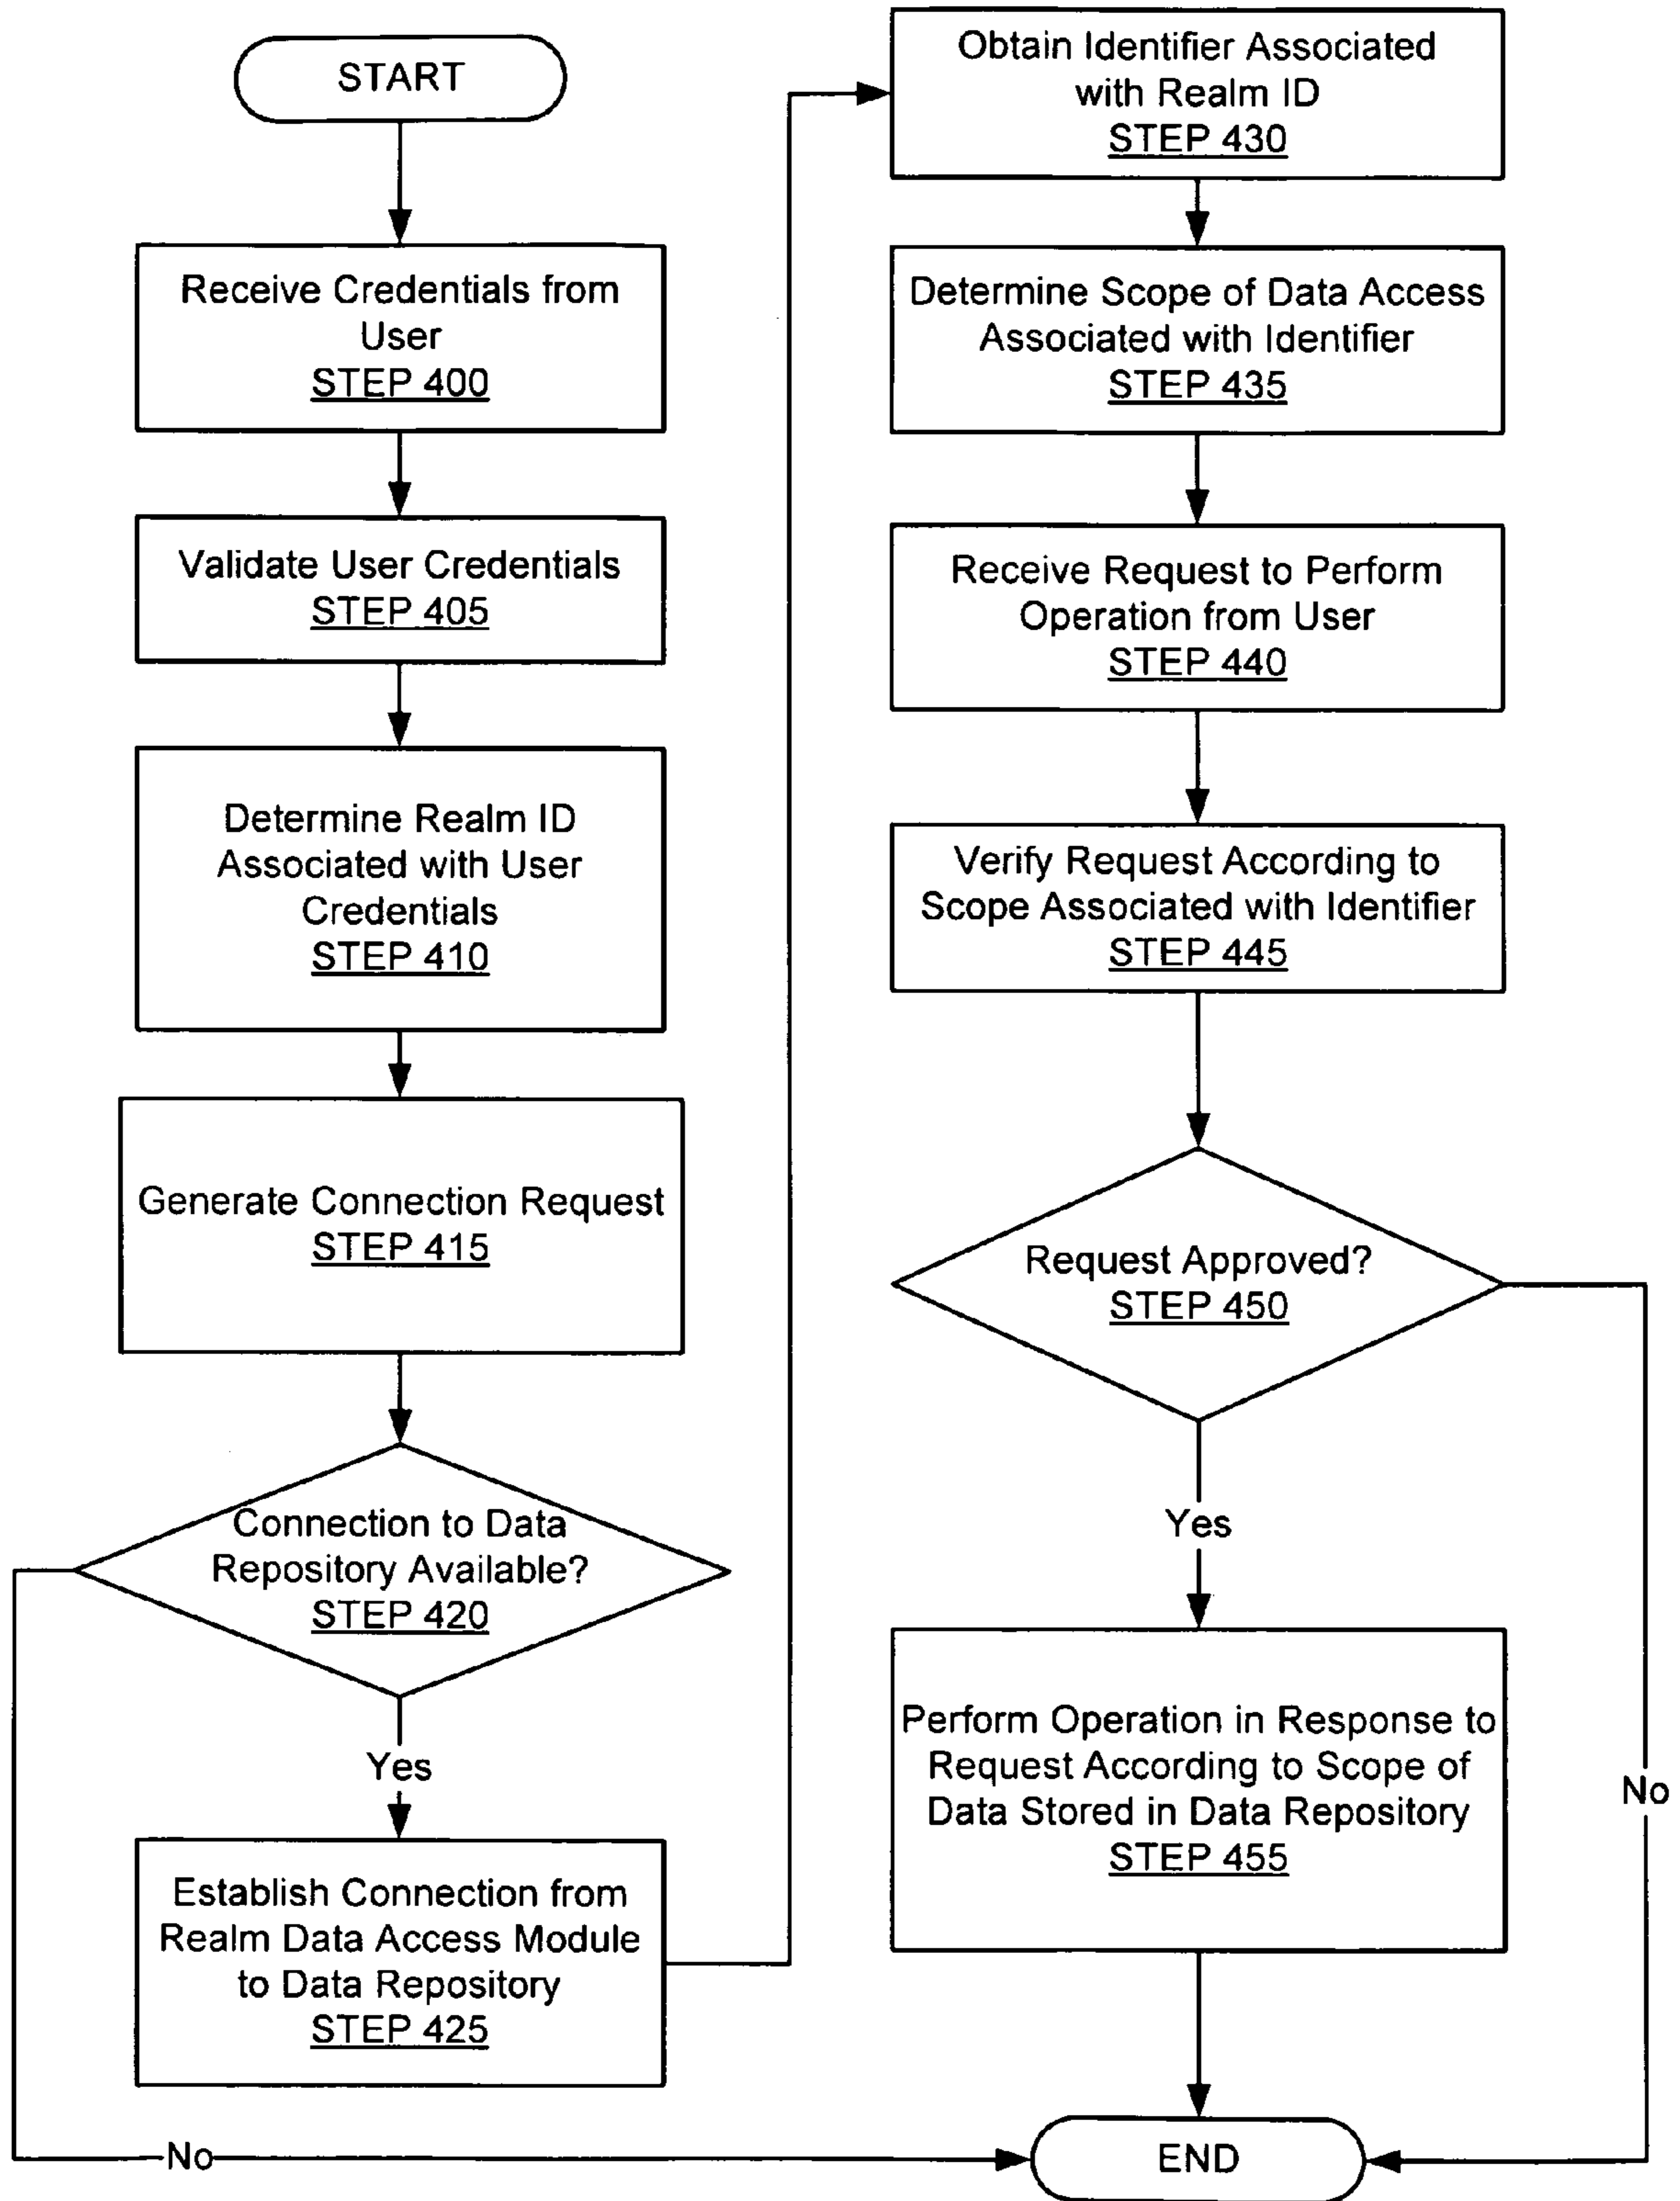 START
Receive Credentials from
User
STEP 400
Validate User Credentials
STEP 405
Determine Realm ID
Associated with User
Credentials
STEP 410
Generate Connection Request
STEP 415
Connection to Data
Repository Available?
STEP 420
Yes
Establish Connection from
Realm Data Access Module
to Data Repository
STEP 425
No
Obtain Identifier Associated
with Realm ID
STEP 430
Determine Scope of Data Access
Associated with Identifier
STEP 435
Receive Request to Perform
Operation from User
STEP 440
Verify Request According to
Scope Associated with Identifier
STEP 445
Request Approved?
STEP 450
Yes
No
Perform Operation in Response to
Request According to Scope of
Data Stored in Data Repository
STEP 455
END